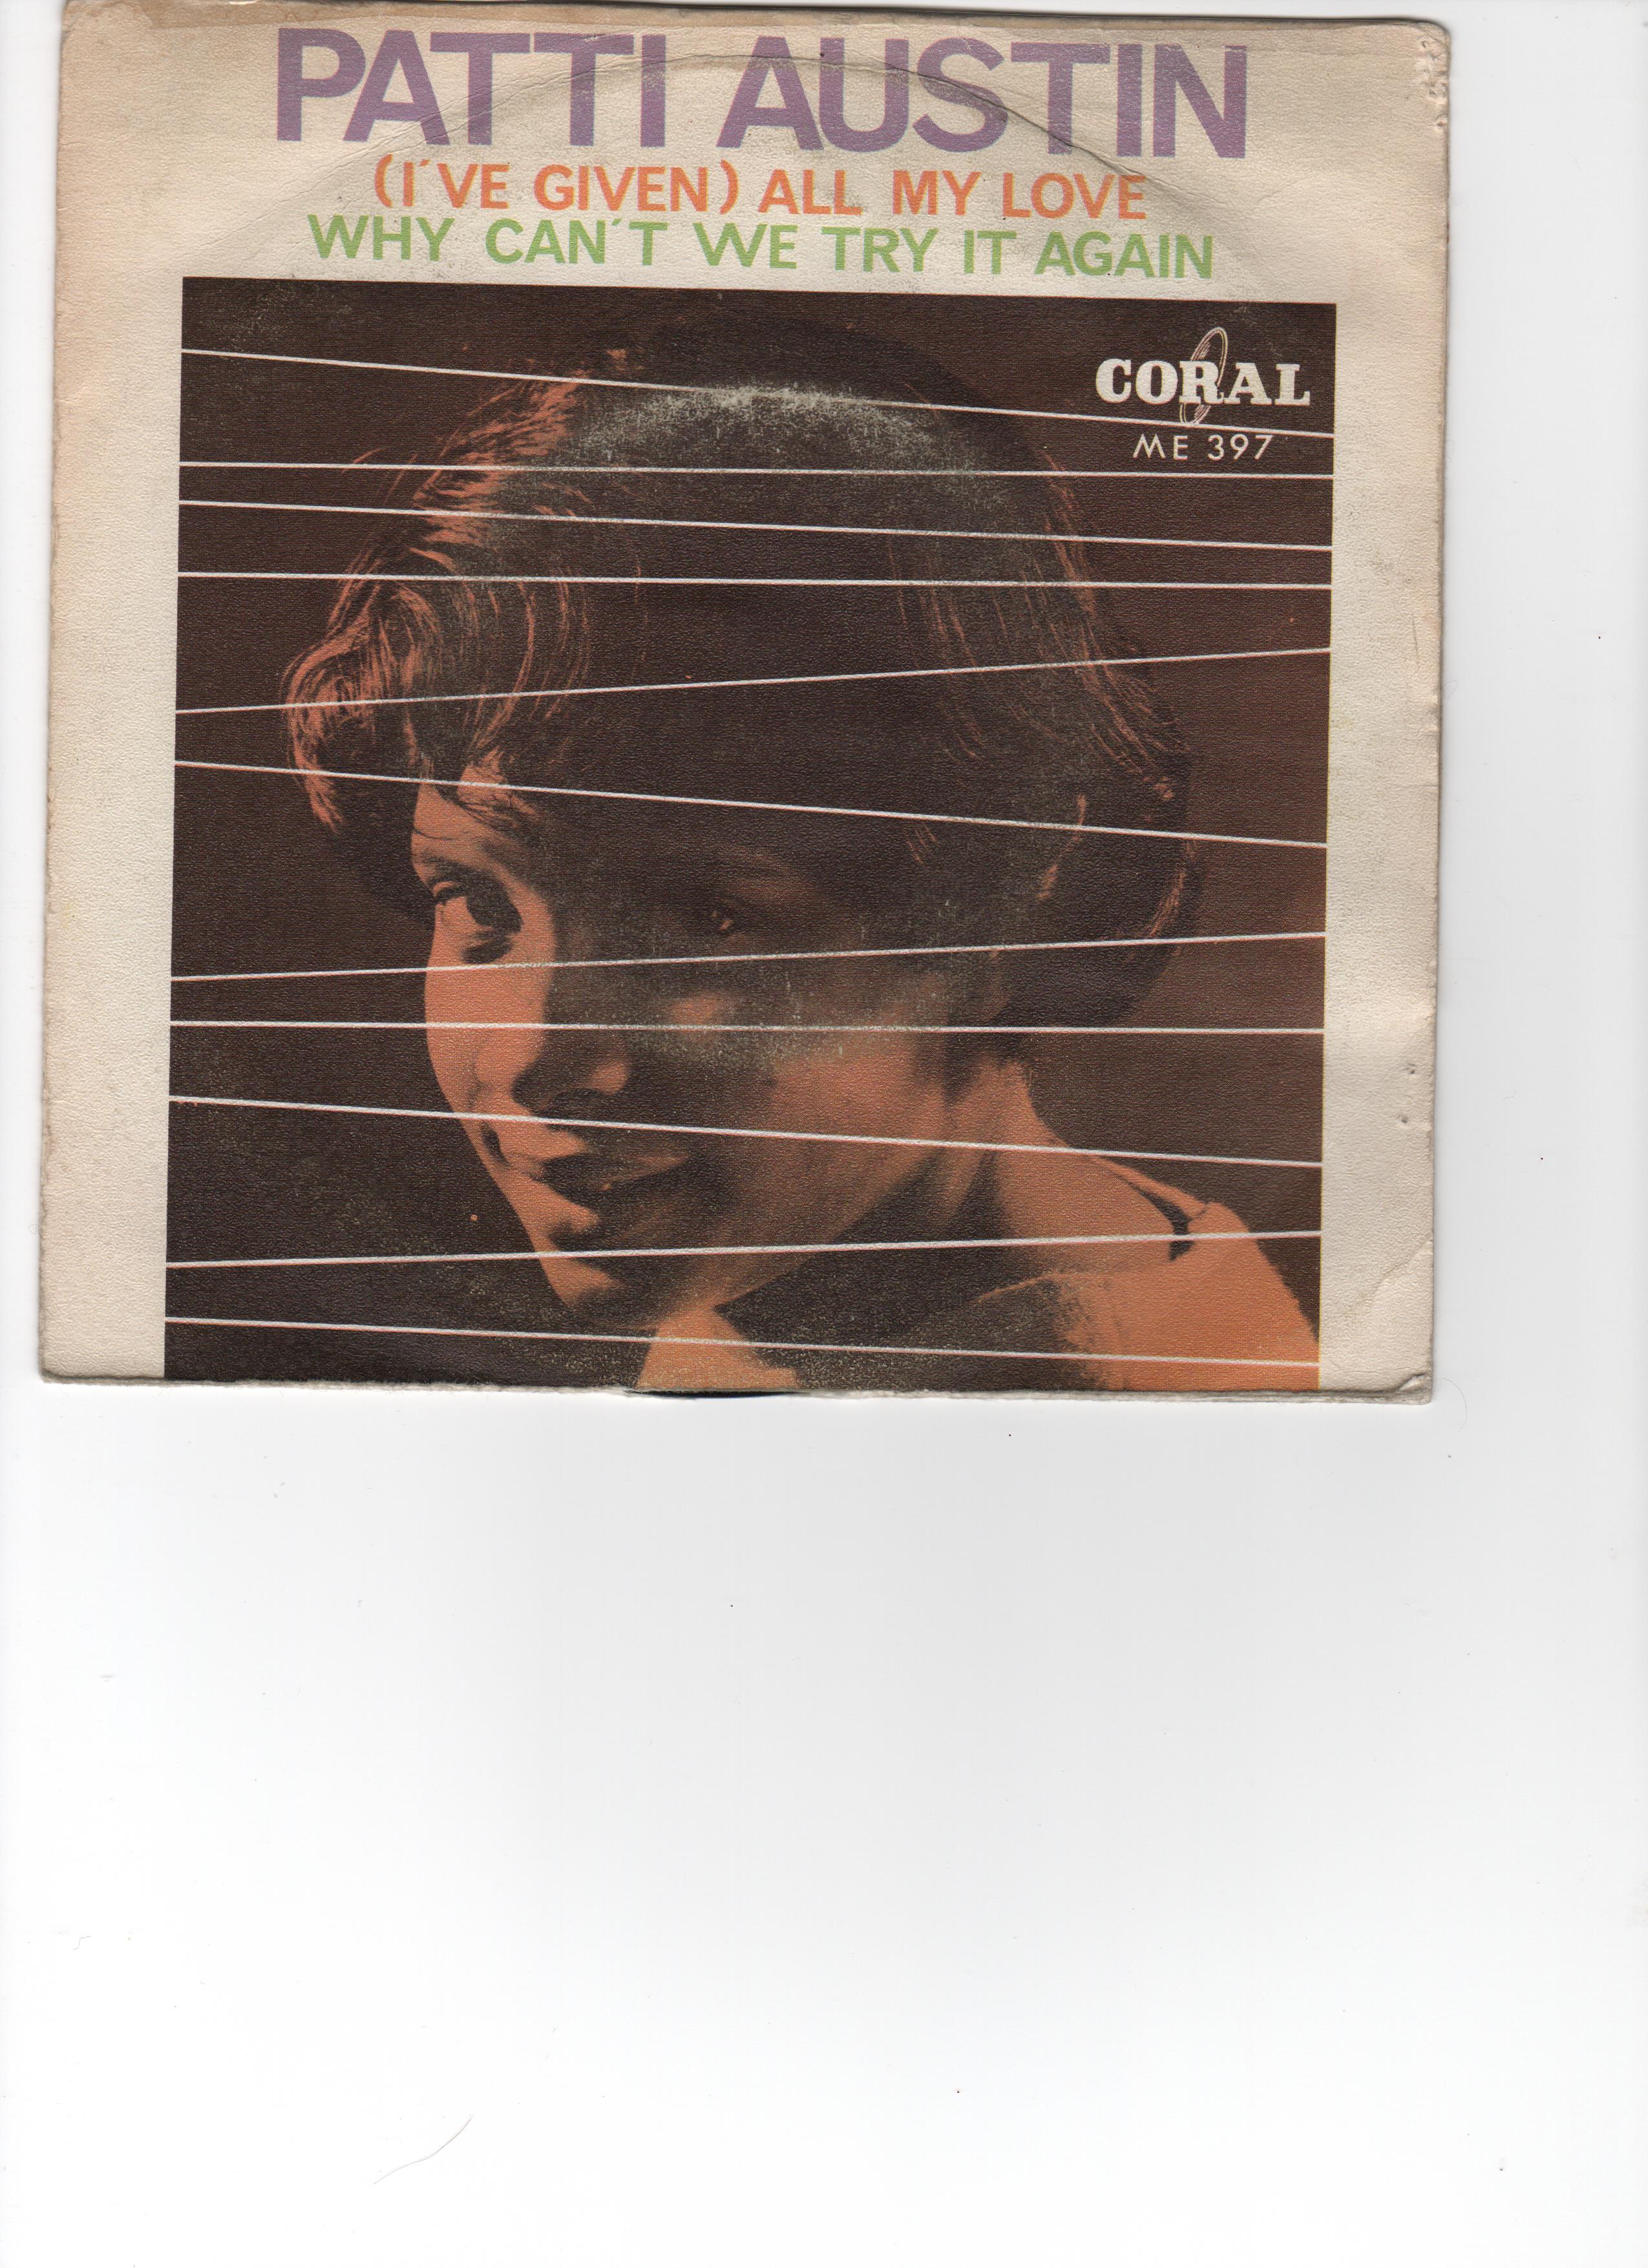 PATTI AUSTIN
(I´VE GIVEN) ALL MY LOVE
WHY CAN´T WE TRY IT AGAIN
CORAL
ME 397